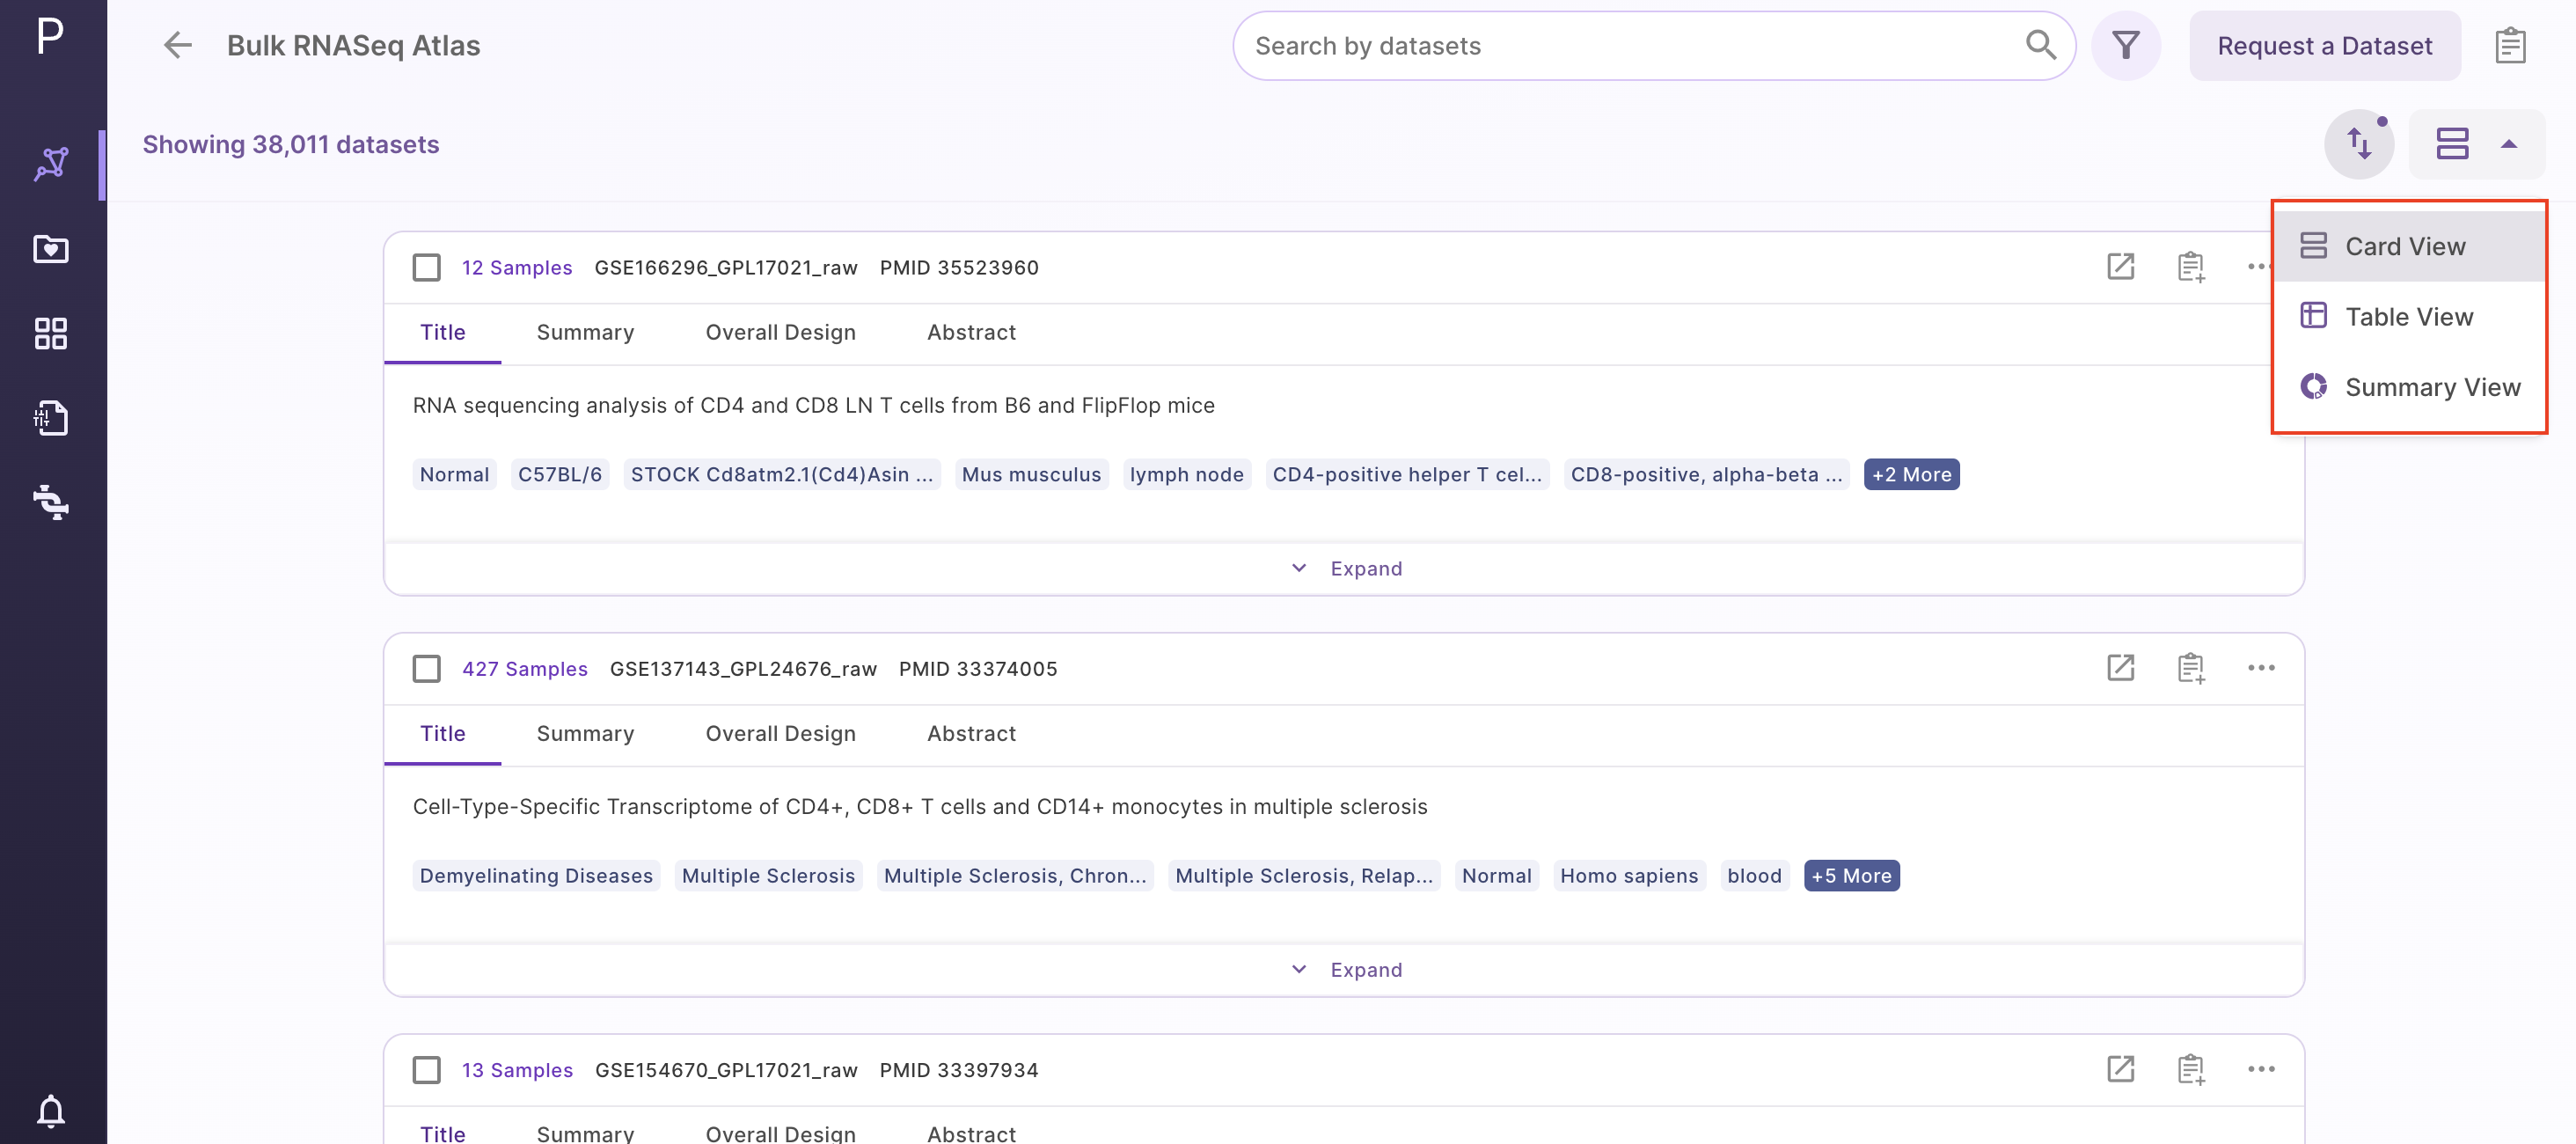 P
Bulk RNASeq Atlas
Search by datasets
Request a Dataset
Showing 38,011 datasets
Card View
Table View
Summary View
12 Samples GSE166296_GPL17021_raw PMID 35523960
Title Summary Overall Design Abstract
RNA sequencing analysis of CD4 and CD8 LN T cells from B6 and FlipFlop mice
Normal C57BL/6 STOCK Cd8atm2.1(Cd4)Asin ... Mus musculus lymph node CD4-positive helper T cel... CD8-positive, alpha-beta ... +2 More
Expand
427 Samples GSE137143_GPL24676_raw PMID 33374005
Title Summary Overall Design Abstract
Cell-Type-Specific Transcriptome of CD4+, CD8+ T cells and CD14+ monocytes in multiple sclerosis
Demyelinating Diseases Multiple Sclerosis Multiple Sclerosis, Chron... Multiple Sclerosis, Relap... Normal Homo sapiens blood +5 More
Expand
13 Samples GSE154670_GPL17021_raw PMID 33397934
Title Summary Overall Design Abstract